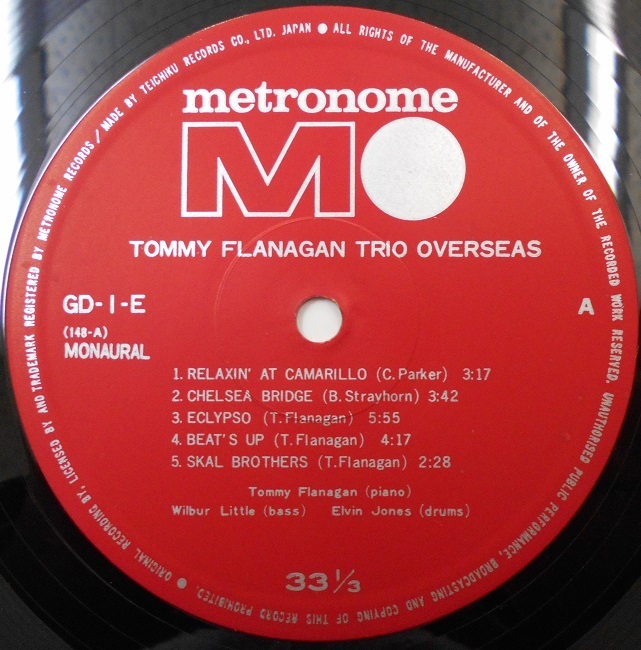 metronome
MO
TOMMY FLANAGAN TRIO OVERSEAS
GD-1-E
A
(148-A)
MONAURAL
1. RELAXIN' AT CAMARILLO (C. Parker) 3:17
2. CHELSEA BRIDGE (B. Strayhorn) 3:42
3. ECLYPSO (T. Flanagan) 5:55
4. BEAT'S UP (T. Flanagan) 4:17
5. SKAL BROTHERS (T. Flanagan) 2:28
Tommy Flanagan (piano)
Wilbur Little (bass) Elvin Jones (drums)
33 1/3
● ORIGINAL RECORDING BY, LICENSED BY AND TRADEMARK REGISTERED BY METRONOME RECORDS / MADE BY TEICHIKU RECORDS CO., LTD. JAPAN ● ALL RIGHTS OF THE MANUFACTURER AND OF THE OWNER OF THE RECORDED WORK RESERVED. UNAUTHORISED PUBLIC PERFORMANCE, BROADCASTING AND COPYING OF THIS RECORD PROHIBITED.